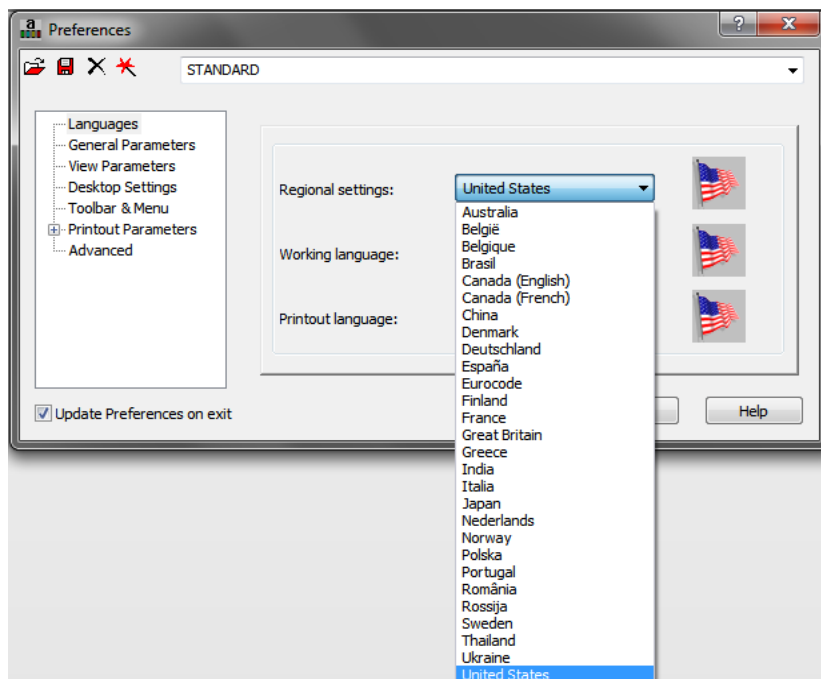 Preferences
STANDARD
Languages
General Parameters
View Parameters
Desktop Settings
Toolbar & Menu
Printout Parameters
Advanced
Regional settings:
United States
Working language:
Printout language:
Australia
België
Belgique
Brasil
Canada (English)
Canada (French)
China
Denmark
Deutschland
España
Eurocode
Finland
France
Great Britain
Greece
India
Italia
Japan
Nederlands
Norway
Polska
Portugal
România
Rossija
Sweden
Thailand
Ukraine
United States
Update Preferences on exit
Help